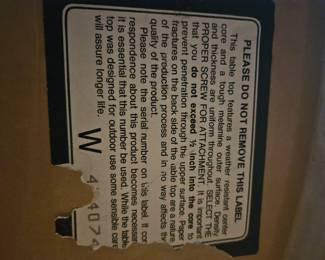 PLEASE DO NOT REMOVE THIS LABEL
This table top features a weather resistant center
core and a tough melamine outer surface. Density
and thickness are uniform throughout. SELECT THE
PROPER SCREW FOR ATTACHMENT. It is important
that you do not exceed ½ inch into the core to
prevent penetration through the upper surface. Paper
fractures on the back side of the table top are a nature
of the production process and in no way affects the
quality of the product.
Please note the serial number on this label. If cor-
respondence about this product becomes necessary
it is essential that this number be used. While the table
top was designed for outdoor use some sensible care
will assure longer life.
W 4 4074